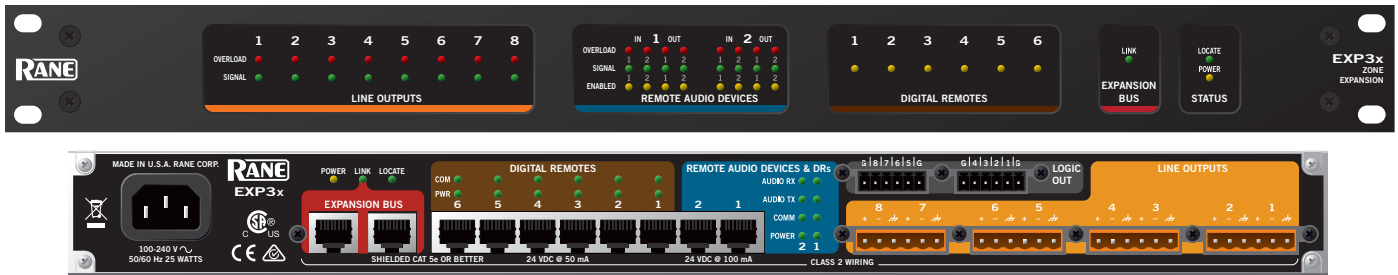 RANE
1 2 3 4 5 6 7 8
OVERLOAD
SIGNAL
LINE OUTPUTS
IN 1 OUT IN 2 OUT
OVERLOAD
1 2 1 2 1 2 1 2
SIGNAL
1 2 1 2 1 2 1 2
ENABLED
REMOTE AUDIO DEVICES
1 2 3 4 5 6
DIGITAL REMOTES
LINK
EXPANSION
BUS
LOCATE
POWER
STATUS
EXP3x
ZONE
EXPANSION
MADE IN U.S.A. RANE CORP.
100-240 V
50/60 Hz 25 WATTS
RANE
EXP3x
CSA ®
C US
CE
POWER LINK LOCATE
EXPANSION BUS
DIGITAL REMOTES
COM
PWR
6 5 4 3 2 1
REMOTE AUDIO DEVICES & DRs
AUDIO RX
AUDIO TX
COMM
POWER
2 1
2 1
SHIELDED CAT 5e OR BETTER 24 VDC @ 50 mA 24 VDC @ 100 mA CLASS 2 WIRING
G|8|7|6|5|G G|4|3|2|1|G
LOGIC
OUT
LINE OUTPUTS
8 7 6 5 4 3 2 1
+ - + - + - + - + - + - + - + -